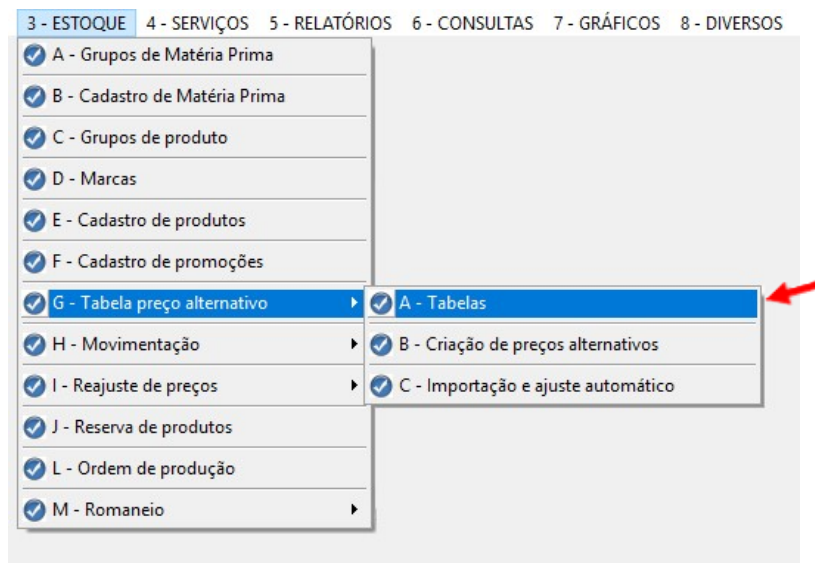 3 - ESTOQUE 4 - SERVIÇOS 5 - RELATÓRIOS 6 - CONSULTAS 7 - GRÁFICOS 8 - DIVERSOS
A - Grupos de Matéria Prima
B - Cadastro de Matéria Prima
C - Grupos de produto
D - Marcas
E - Cadastro de produtos
F - Cadastro de promoções
G - Tabela preço alternativo
A - Tabelas
H - Movimentação
B - Criação de preços alternativos
I - Reajuste de preços
C - Importação e ajuste automático
J - Reserva de produtos
L - Ordem de produção
M - Romaneio